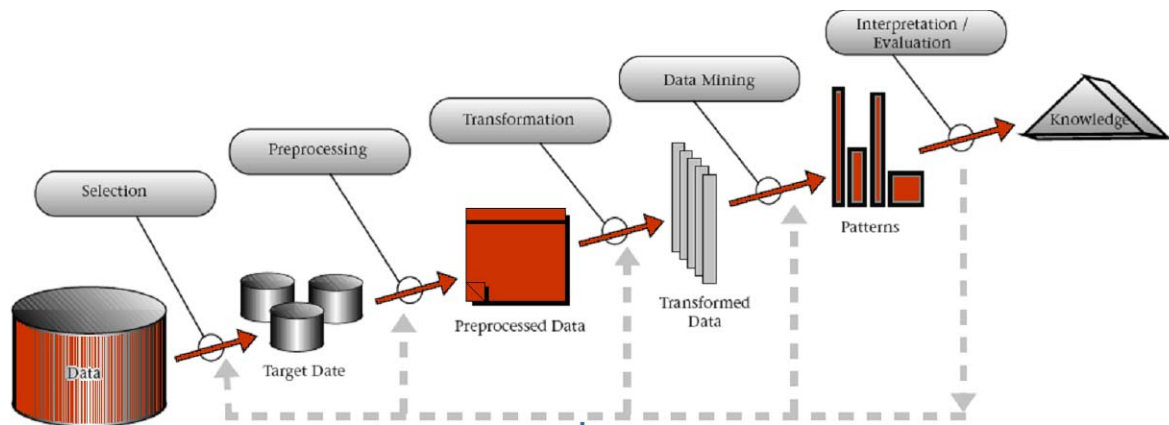 Interpretation /
Evaluation
Data Mining
Transformation
Preprocessing
Selection
Knowledge
Patterns
Transformed
Data
Preprocessed Data
Target Date
Data